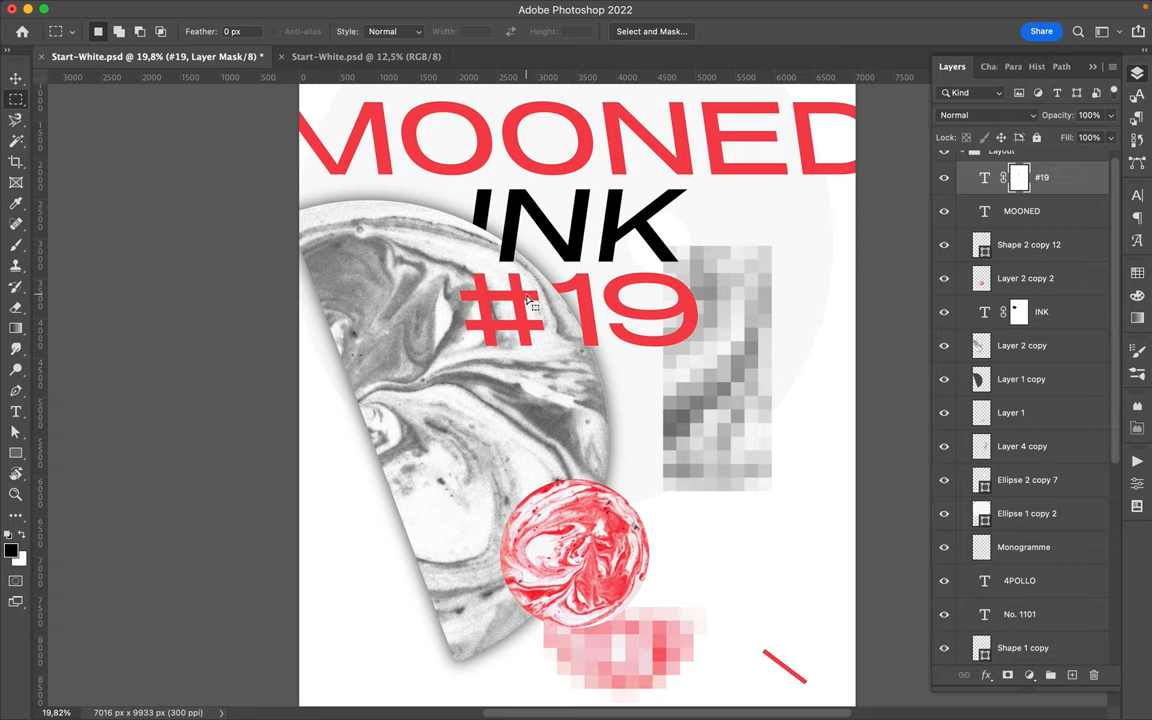 Adobe Photoshop 2022
Feather: 0 px
Anti-alias
Style: Normal
Width:
Height:
Select and Mask...
Share
Start-White.psd @ 19,8% (#19, Layer Mask/8) *
Start-White.psd @ 12,5% (RGB/8)
3000 2500 2000 1500 1000 500 0 500 1000 1500 2000 2500 3000 3500 4000 4500 5000 5500 6000 6500 7000 7500
MOONED
INK
#19
Layers
Cha
Para
Hist
Path
Kind
Normal
Opacity: 100%
Lock:
Fill: 100%
Layout
#19
MOONED
Shape 2 copy 12
Layer 2 copy 2
INK
Layer 2 copy
Layer 1 copy
Layer 1
Layer 4 copy
Ellipse 2 copy 7
Ellipse 1 copy 2
Monogramme
4POLLO
No. 1101
Shape 1 copy
19,82%
7016 px x 9933 px (300 ppi)